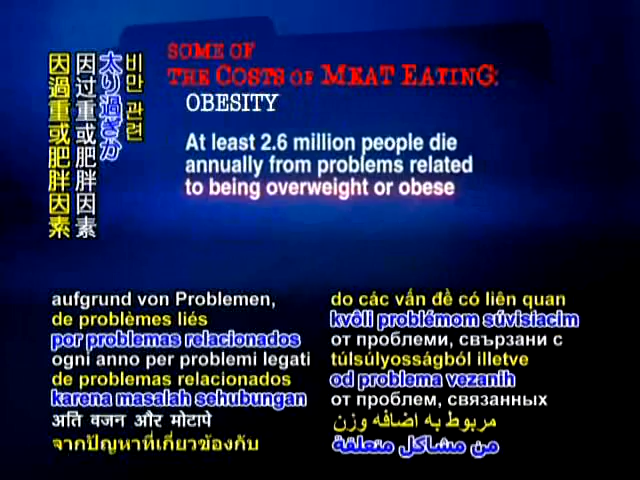 SOME OF
THE COSTS OF MEAT EATING:
OBESITY
At least 2.6 million people die
annually from problems related
to being overweight or obese
因過重或肥胖因素
因过重或肥胖因素
太り過ぎか
비만 관련
aufgrund von Problemen,
de problèmes liés
por problemas relacionados
ogni anno per problemi legati
de problemas relacionados
karena masalah sehubungan
अति वजन और मोटापे
จากปัญหาที่เกี่ยวข้องกับ
do các vấn đề có liên quan
kvôli problémom súvisiacim
от проблеми, свързани с
túlsúlyosságból illetve
od problema vezanih
от проблем, связанных
مربوط به اضافه وزن
من مشاكل متعلقة